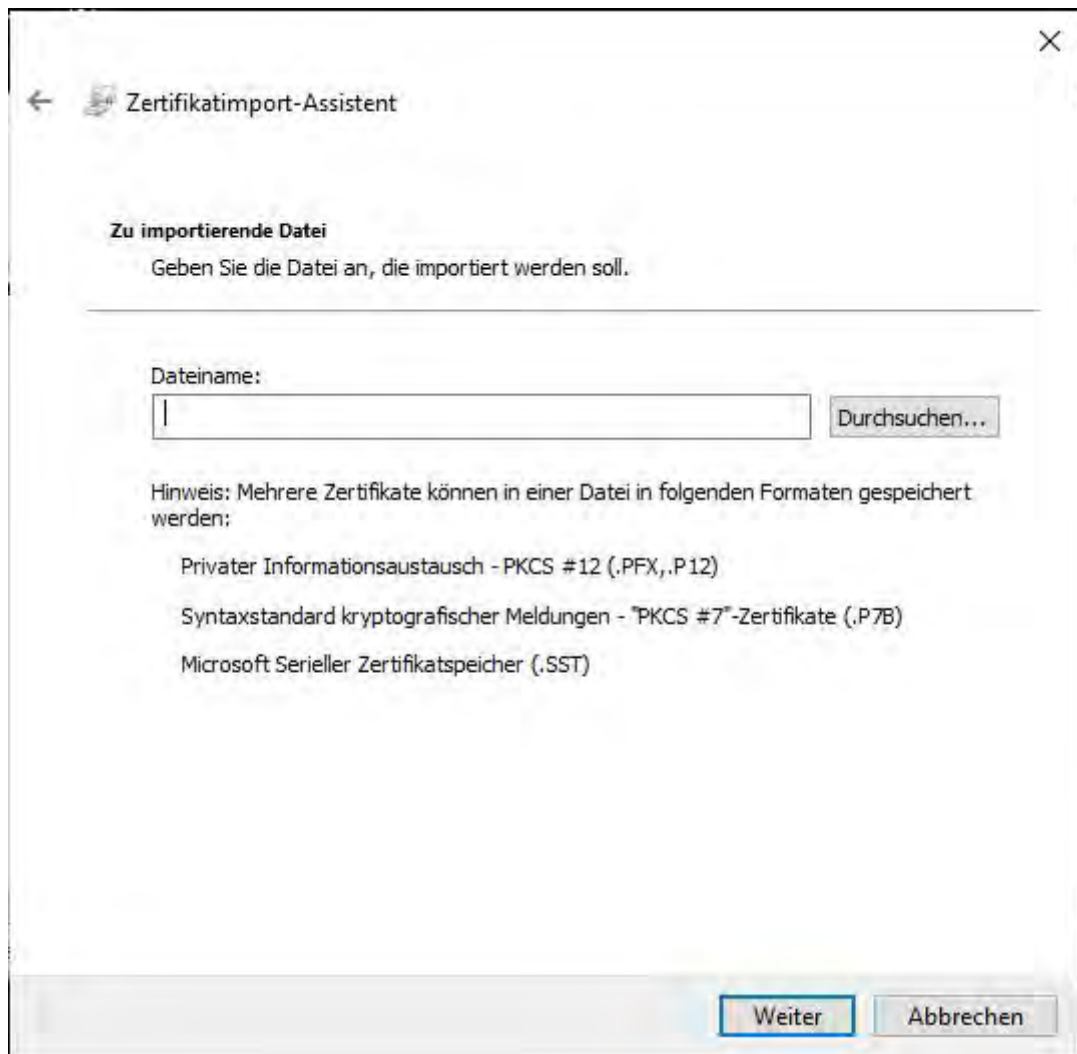 Zertifikatimport-Assistent
Zu importierende Datei
Geben Sie die Datei an, die importiert werden soll.
Dateiname:
Durchsuchen...
Hinweis: Mehrere Zertifikate können in einer Datei in folgenden Formaten gespeichert
werden:
Privater Informationsaustausch - PKCS #12 (.PFX,.P12)
Syntaxstandard kryptografischer Meldungen - "PKCS #7"-Zertifikate (.P7B)
Microsoft Serieller Zertifikatspeicher (.SST)
Weiter
Abbrechen